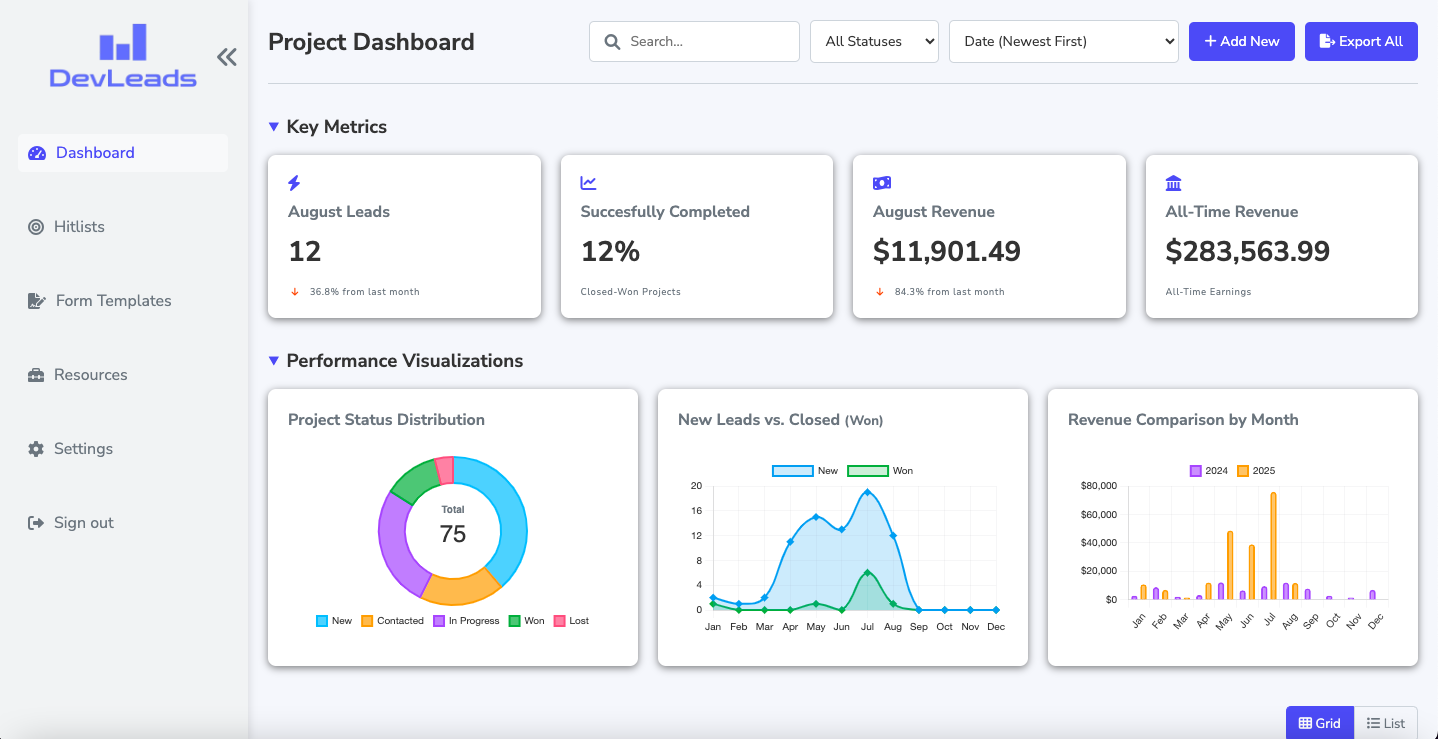 DevLeads
Dashboard
Hitlists
Form Templates
Resources
Settings
Sign out
Project Dashboard
Search...
All Statuses
Date (Newest First)
Add New
Export All
Key Metrics
August Leads
12
36.8% from last month
Succesfully Completed
12%
Closed-Won Projects
August Revenue
$11,901.49
84.3% from last month
All-Time Revenue
$283,563.99
All-Time Earnings
Performance Visualizations
Project Status Distribution
Total
75
New Contacted In Progress Won Lost
New Leads vs. Closed (Won)
New Won
20
16
12
8
4
0
Jan Feb Mar Apr May Jun Jul Aug Sep Oct Nov Dec
Revenue Comparison by Month
2024 2025
$80,000
$60,000
$40,000
$20,000
$0
Jan Feb Mar Apr May Jun Jul Aug Sep Oct Nov Dec
Grid
List